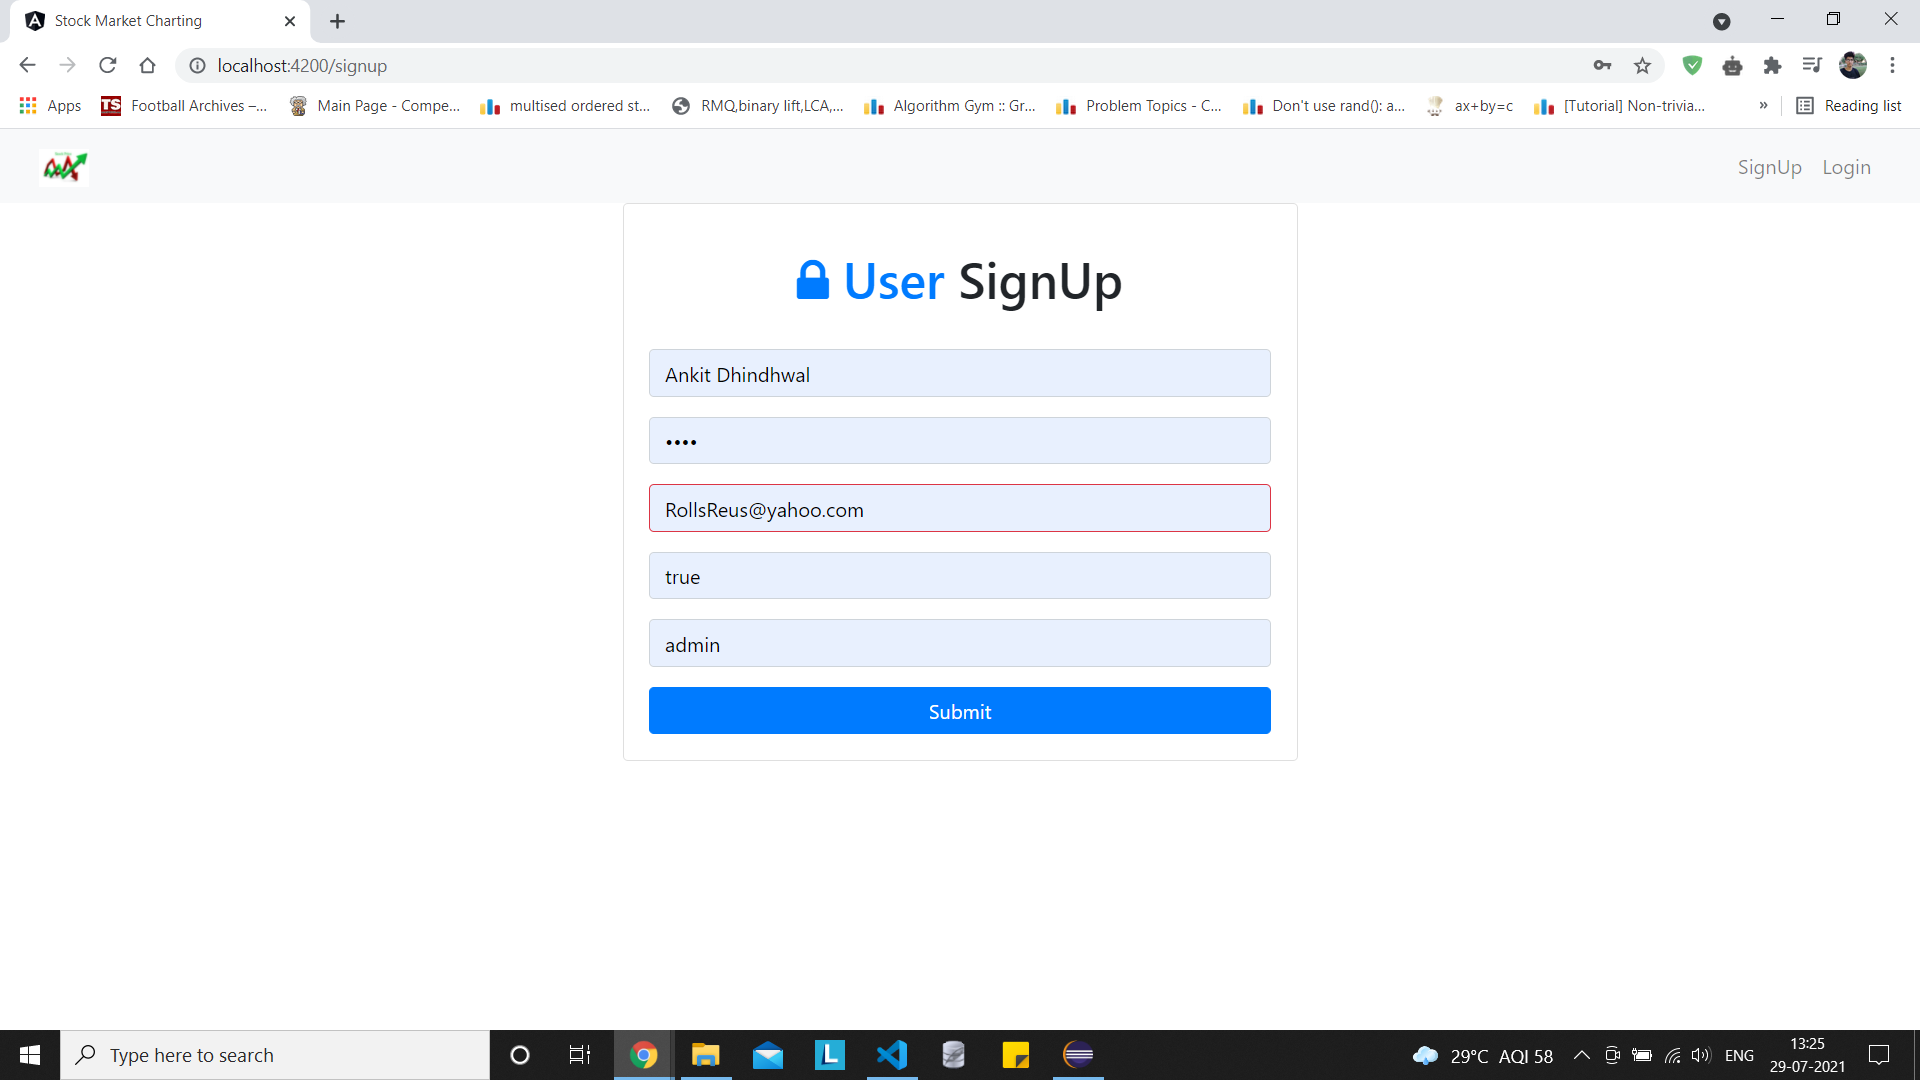 Stock Market Charting
localhost:4200/signup
Apps
Football Archives –...
Main Page - Compe...
multised ordered st...
RMQ,binary lift,LCA,...
Algorithm Gym :: Gr...
Problem Topics - C...
Don't use rand(): a...
ax+by=c
[Tutorial] Non-trivia...
»
Reading list
SignUp Login
User SignUp
Ankit Dhindhwal
••••
RollsReus@yahoo.com
true
admin
Submit
Type here to search
29°C AQI 58
ENG
13:25
29-07-2021